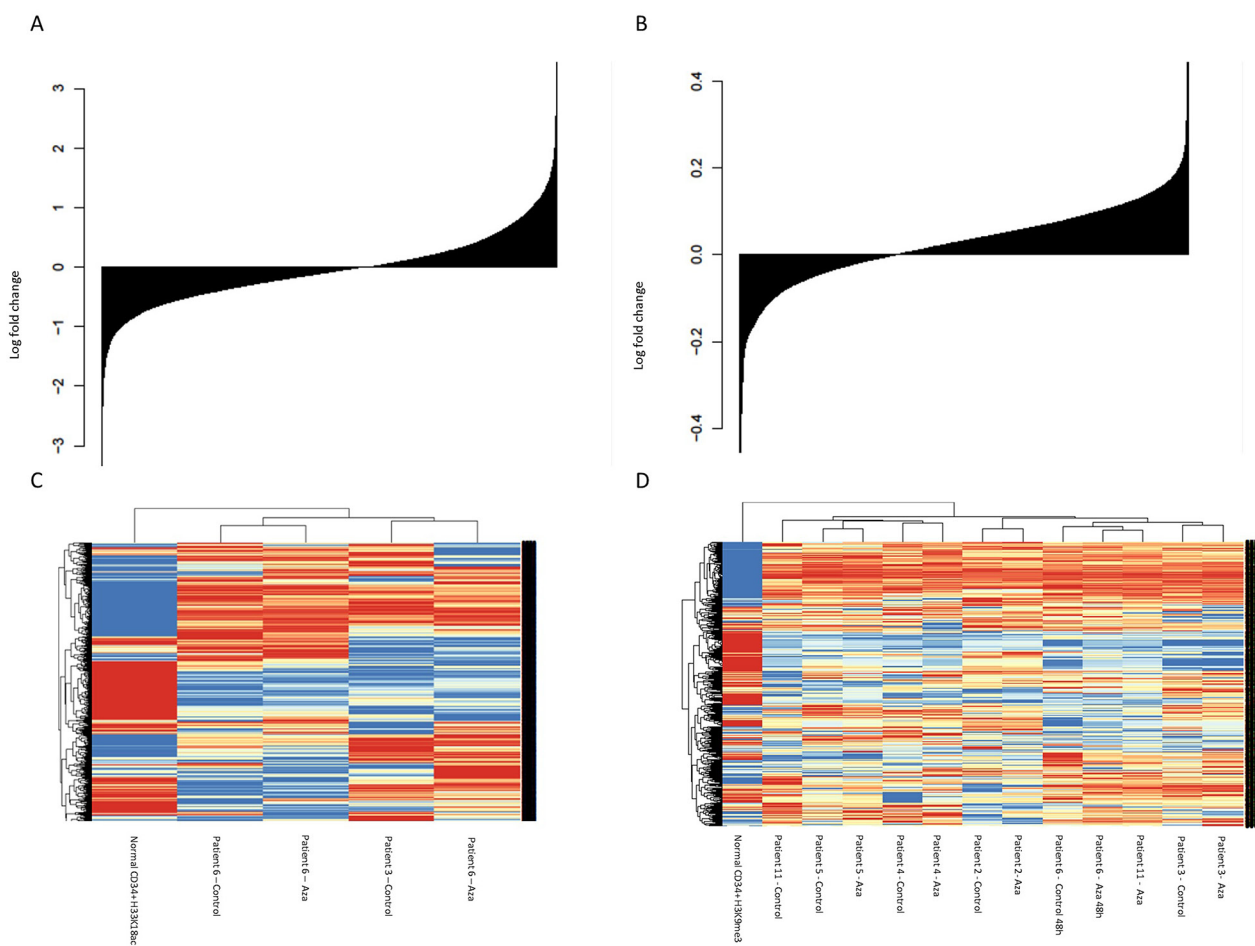 A
B
3
2
1
0
−1
−2
−3
Log fold change
0.4
0.2
0.0
−0.2
−0.4
Log fold change
C
D
Normal CD34+H33K18ac
Patient 6 – Control
Patient 6 – Aza
Patient 3 – Control
Patient 6 – Aza
Normal CD34+H3K9me3
Patient 11 - Control
Patient 5 - Control
Patient 5 - Aza
Patient 4 - Control
Patient 4 - Aza
Patient 2 - Control
Patient 2- Aza
Patient 6 - Control 48h
Patient 6 - Aza 48h
Patient 11 - Aza
Patient 3 - Control
Patient 3- Aza